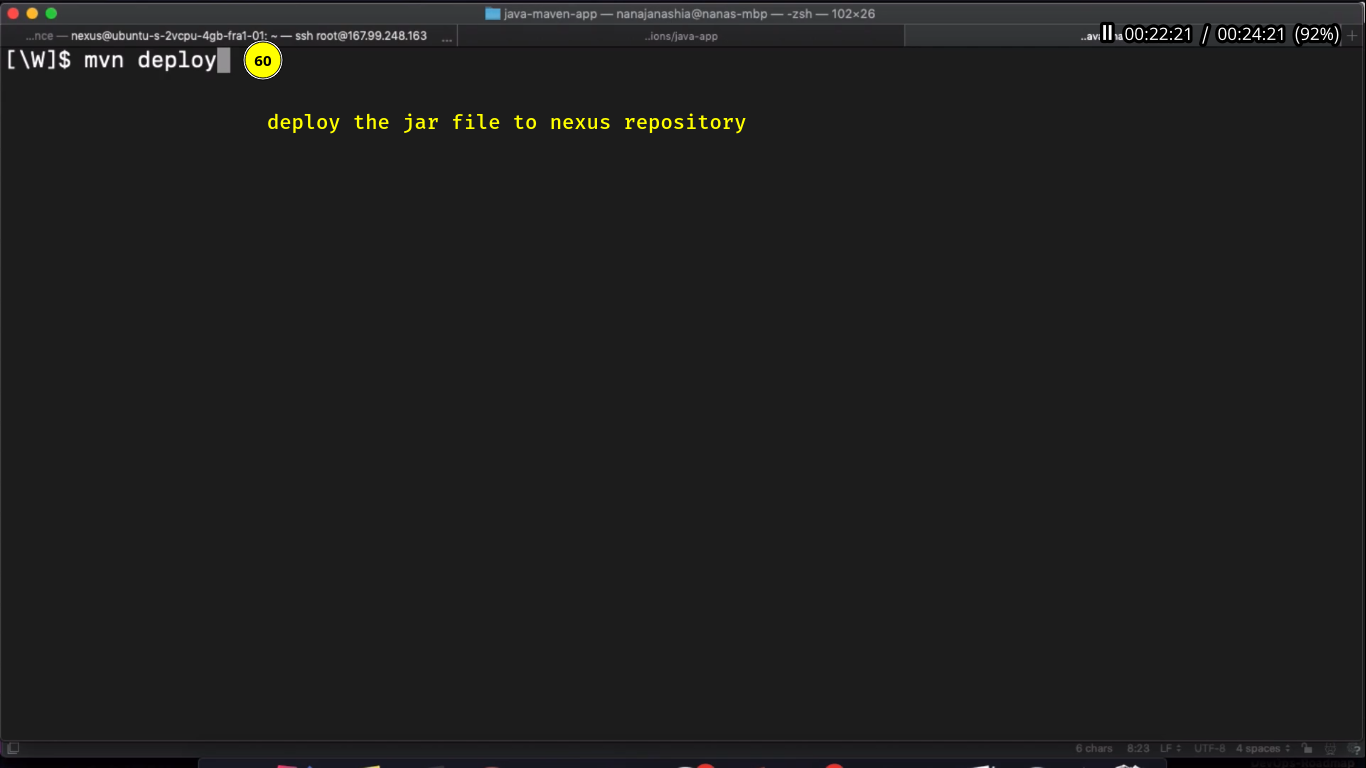 java-maven-app — nanajanashia@nanas-mbp — -zsh — 102×26
...nce — nexus@ubuntu-s-2vcpu-4gb-fra1-01: ~ — ssh root@167.99.248.163 ...
..ions/java-app
00:22:21 / 00:24:21 (92%)
[\W]$ mvn deploy
60
deploy the jar file to nexus repository
6 chars 8:23 LF UTF-8 4 spaces